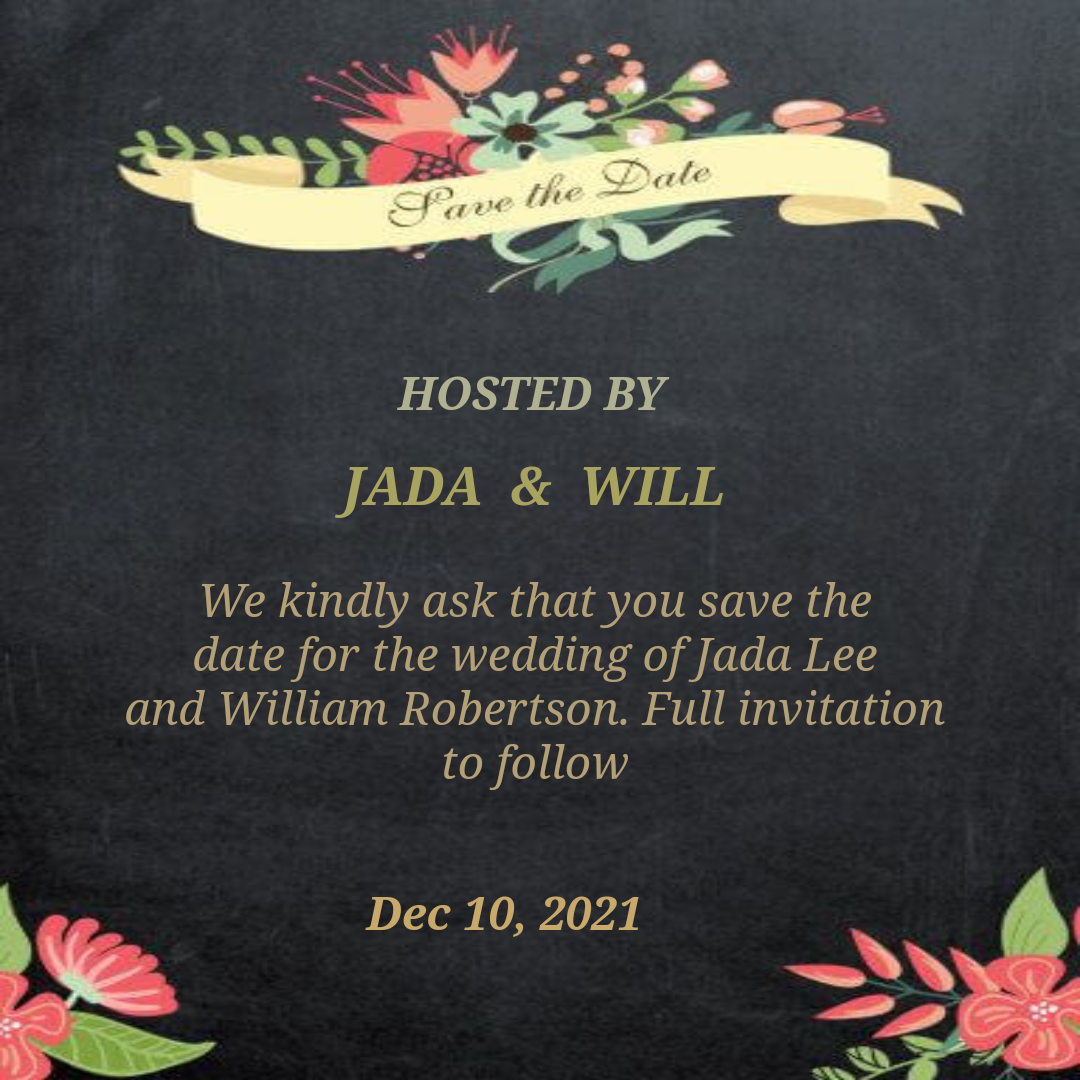 Save the Date
HOSTED BY
JADA & WILL
We kindly ask that you save the
date for the wedding of Jada Lee
and William Robertson. Full invitation
to follow
Dec 10, 2021